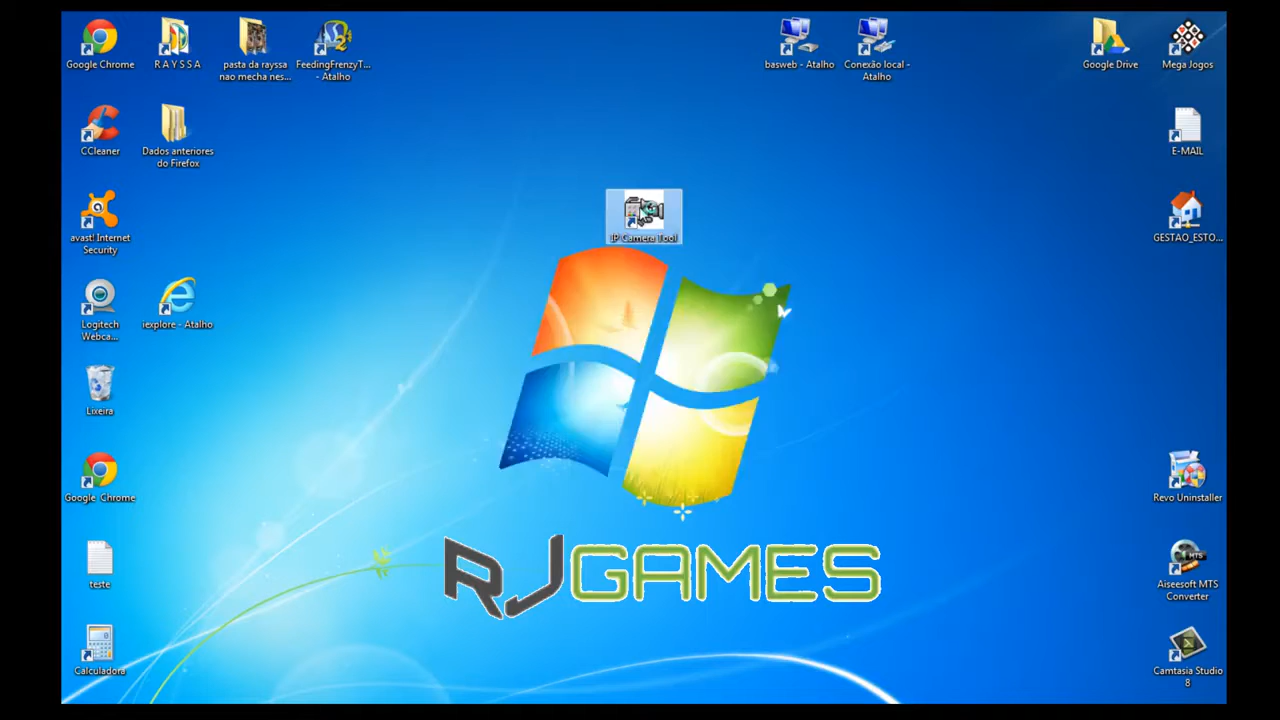 Google Chrome
R A Y S S A
pasta da rayssa
nao mecha nes...
FeedingFrenzyT...
- Atalho
basweb - Atalho
Conexão local -
Atalho
Google Drive
Mega Jogos
CCleaner
Dados anteriores
do Firefox
E-MAIL
avast! Internet
Security
IP Camera Tool
GESTAO_ESTO...
Logitech
Webca...
iexplore - Atalho
Lixeira
Google Chrome
Revo Uninstaller
teste
RJGAMES
MTS
Aiseesoft MTS
Converter
Calculadora
Camtasia Studio
8